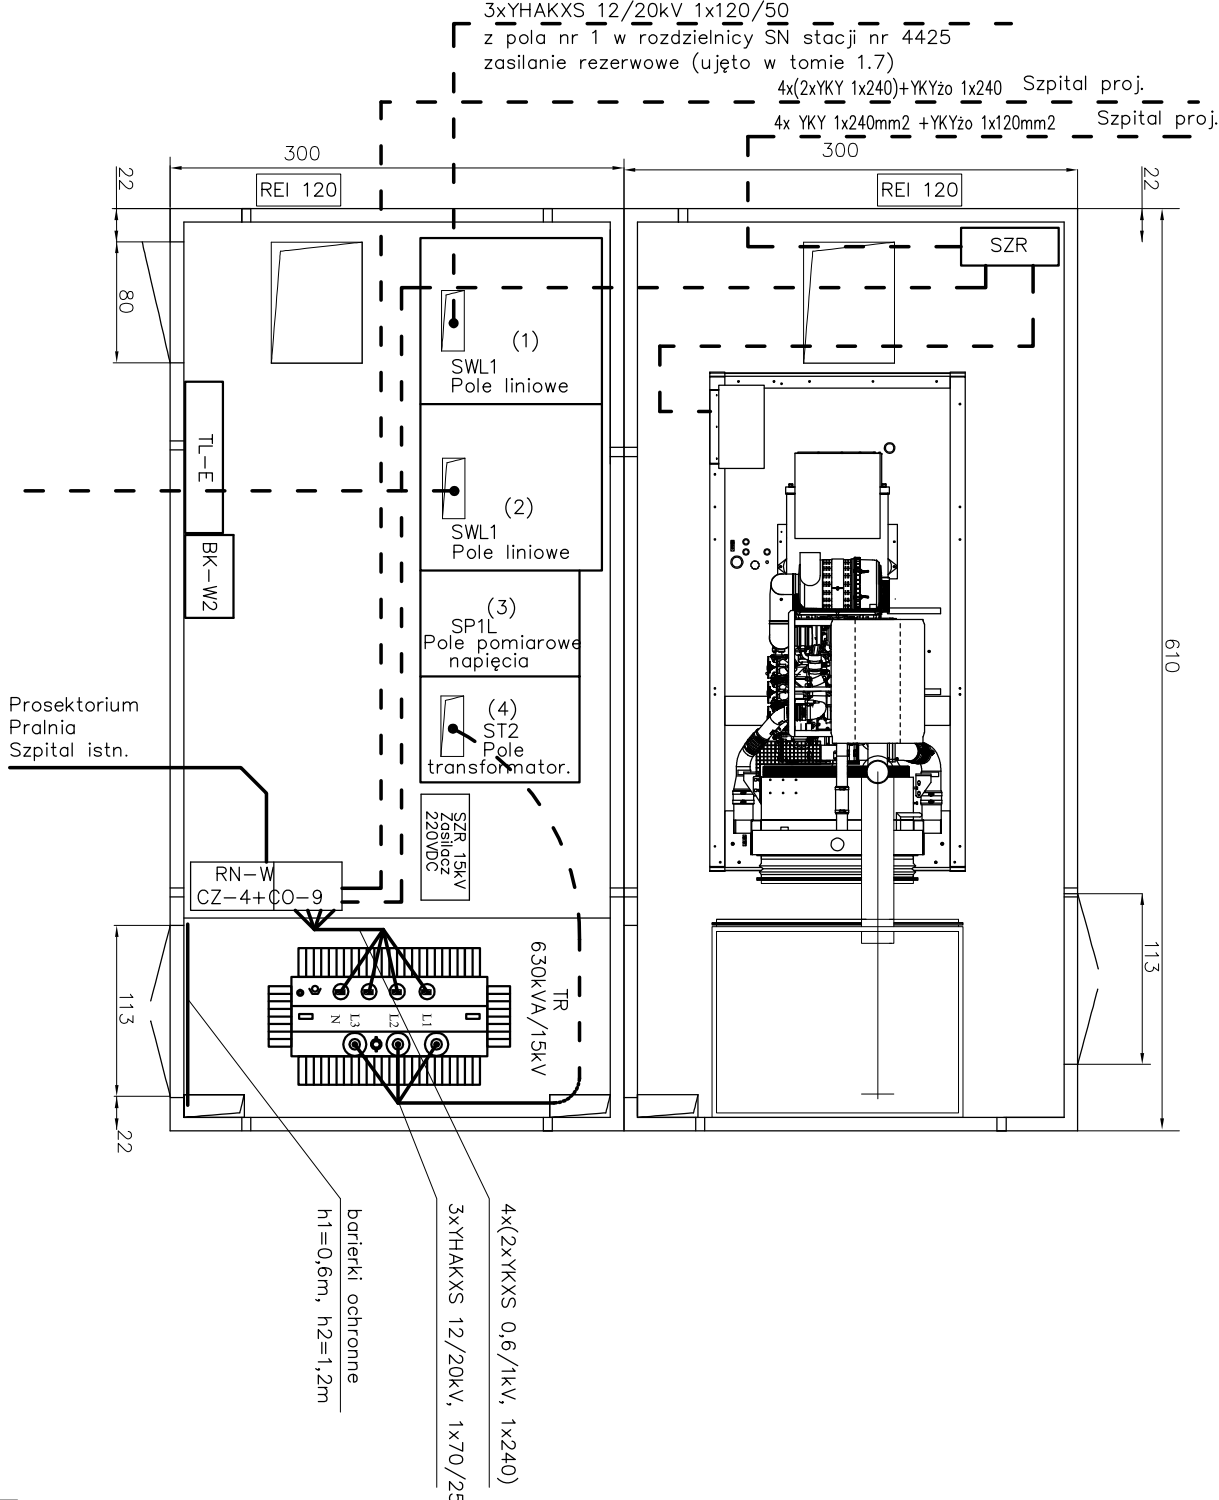 3xYHAKXS 12/20kV 1x120/50
z pola nr 1 w rozdzielnicy SN stacji nr 4425
zasilanie rezerwowe (ujęto w tomie 1.7)
4x(2xYKY 1x240)+YKYżo 1x240 Szpital proj.
4x YKY 1x240mm2 +YKYżo 1x120mm2 Szpital proj.
300
300
22
REI 120
REI 120
22
SZR
80
(1)
SWL1
Pole liniowe
TL-E
(2)
SWL1
Pole liniowe
BK-W2
(3)
SP1L
Pole pomiarowe
napięcia
610
Prosektorium
Pralnia
Szpital istn.
(4)
ST2
Pole
transformator.
SZR 15kV
Zasilacz
220VDC
RN-W
CZ-4+CO-9
TR
630kVA/15kV
113
113
N L3 L2 L1
22
barierki ochronne
h1=0,6m, h2=1,2m
4x(2xYKXS 0,6/1kV, 1x240)
3xYHAKXS 12/20kV, 1x70/25